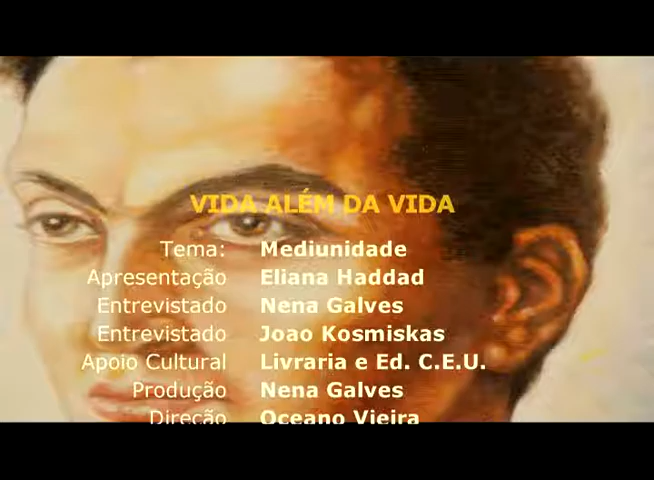 VIDA ALÉM DA VIDA
Tema: Mediunidade
Apresentação Eliana Haddad
Entrevistado Nena Galves
Entrevistado Joao Kosmiskas
Apoio Cultural Livraria e Ed. C.E.U.
Produção Nena Galves
Direção Oceano Vieira